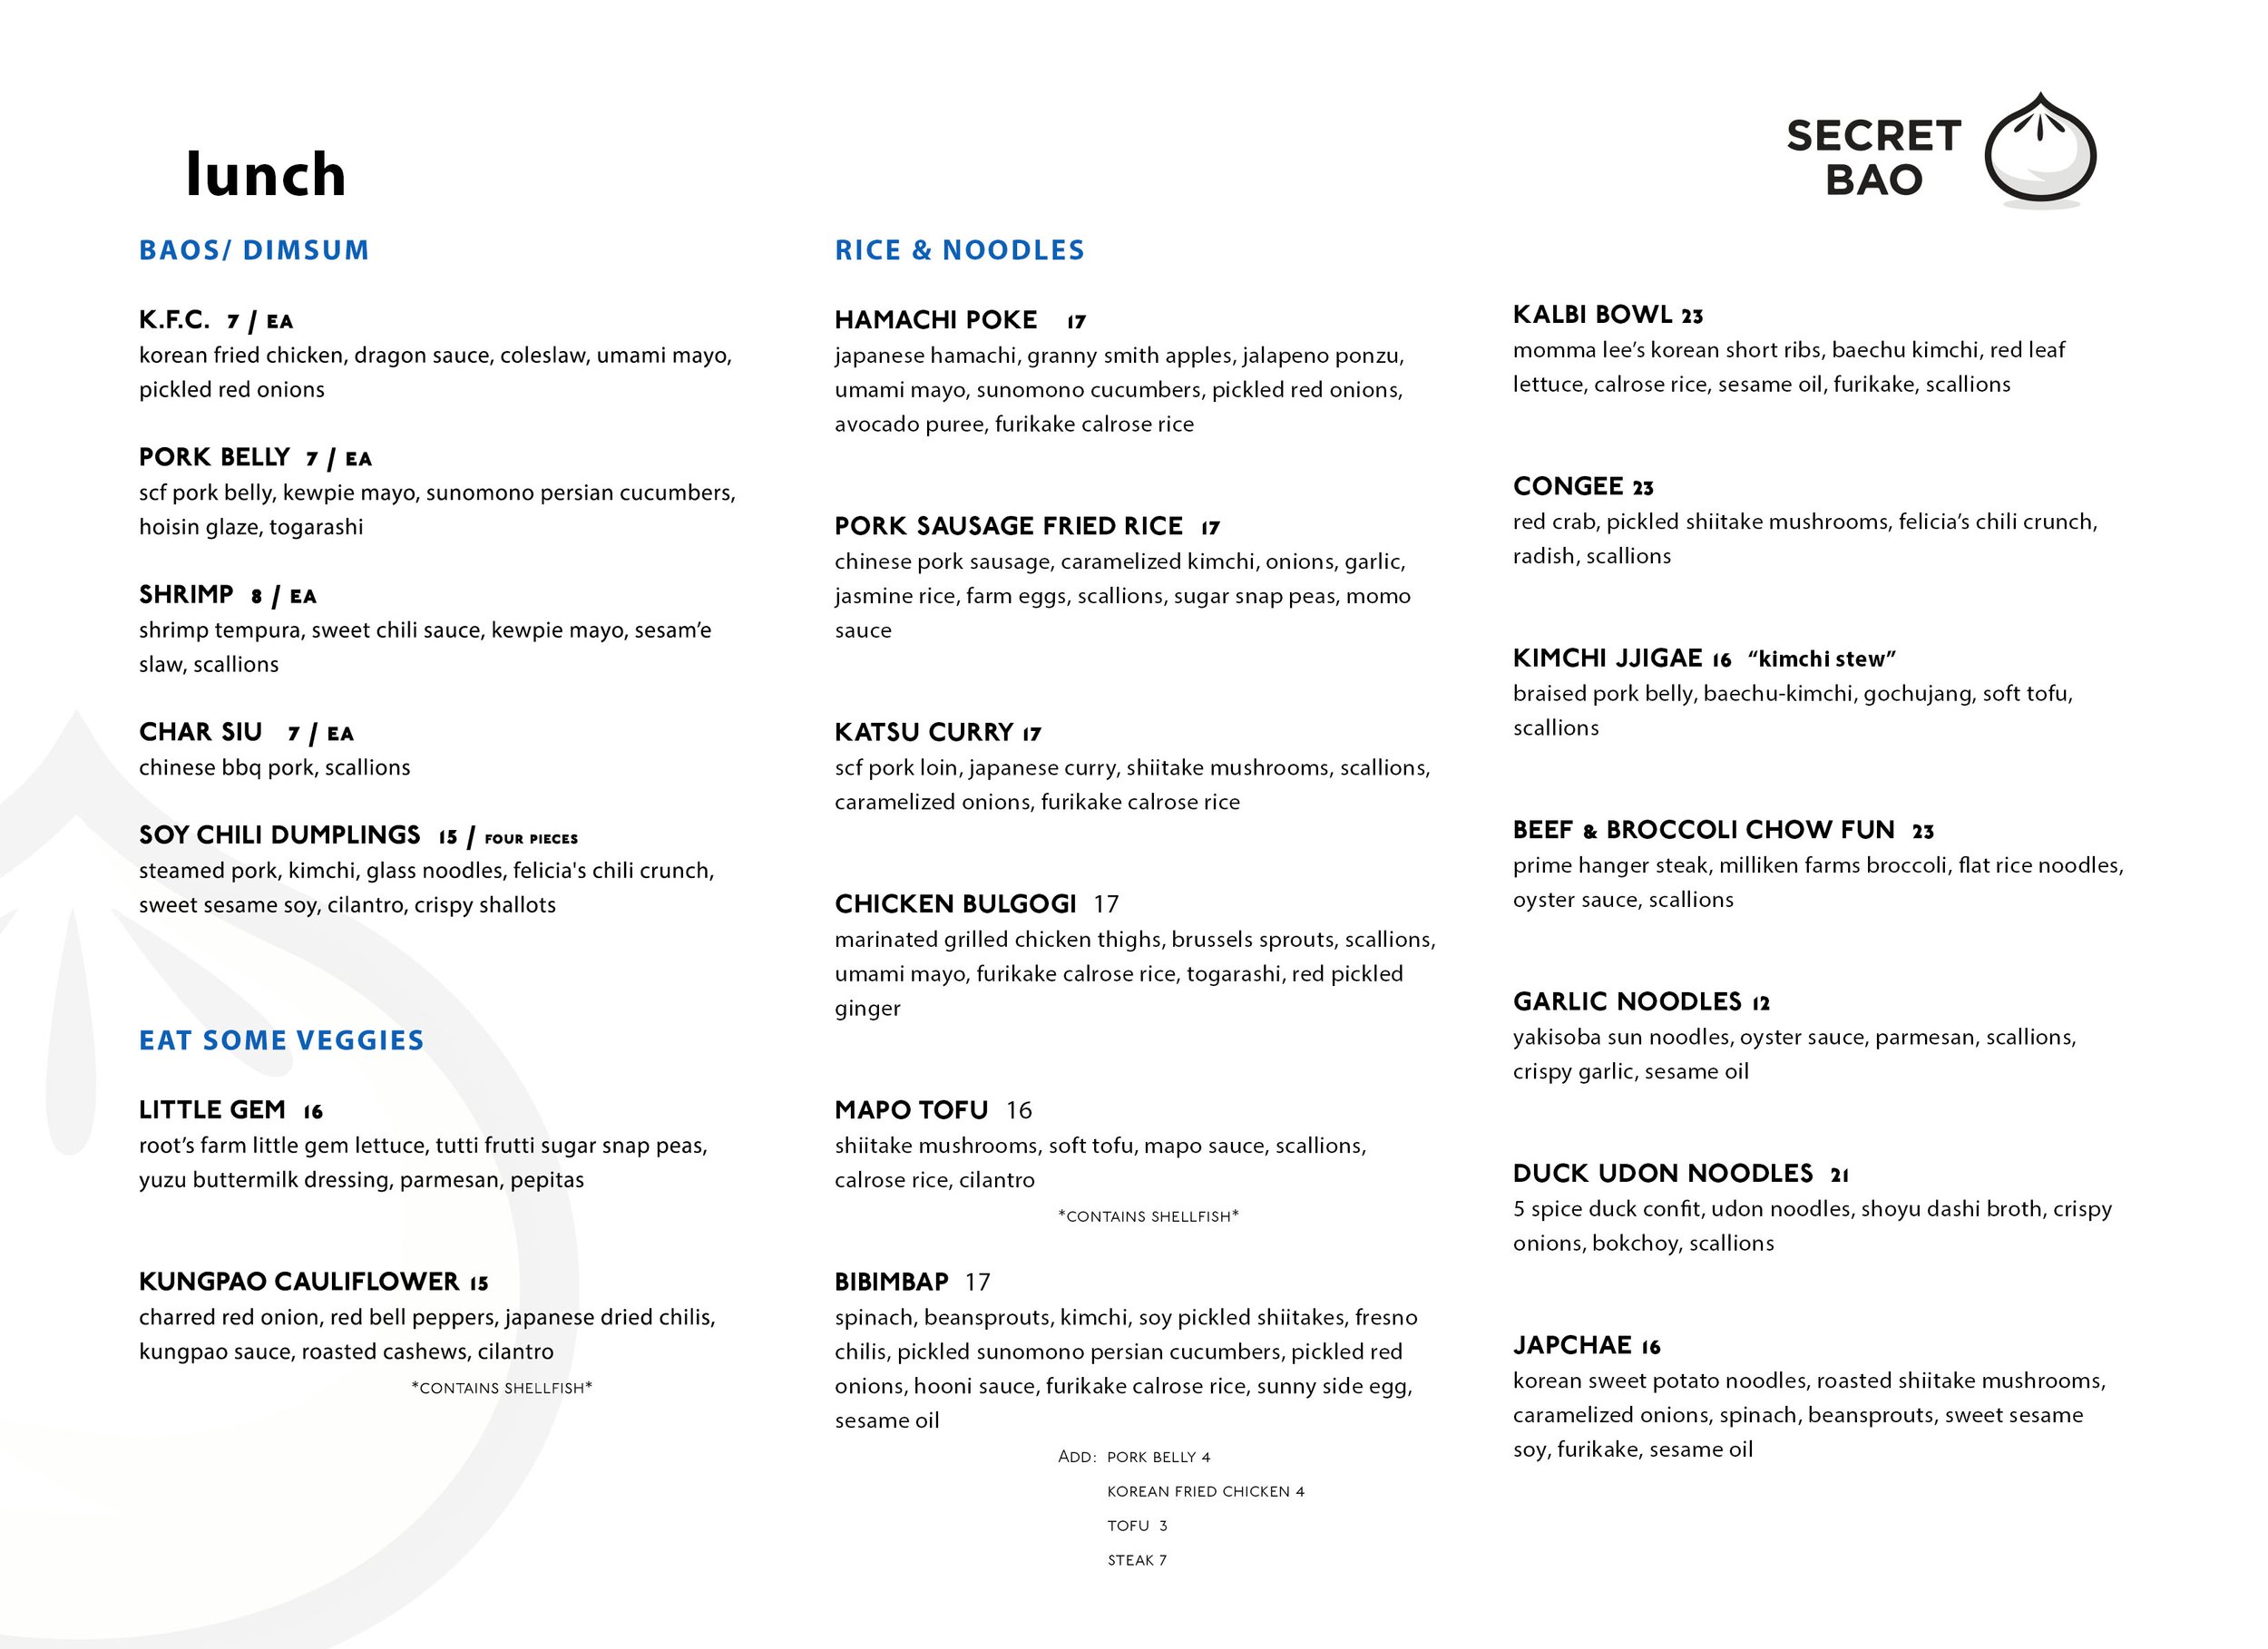 lunch
SECRET
BAO
BAOS/ DIMSUM
K.F.C. 7 / EA
korean fried chicken, dragon sauce, coleslaw, umami mayo,
pickled red onions
PORK BELLY 7 / EA
scf pork belly, kewpie mayo, sunomono persian cucumbers,
hoisin glaze, togarashi
SHRIMP 8 / EA
shrimp tempura, sweet chili sauce, kewpie mayo, sesam’e
slaw, scallions
CHAR SIU 7 / EA
chinese bbq pork, scallions
SOY CHILI DUMPLINGS 15 / FOUR PIECES
steamed pork, kimchi, glass noodles, felicia's chili crunch,
sweet sesame soy, cilantro, crispy shallots
EAT SOME VEGGIES
LITTLE GEM 16
root’s farm little gem lettuce, tutti frutti sugar snap peas,
yuzu buttermilk dressing, parmesan, pepitas
KUNGPAO CAULIFLOWER 15
charred red onion, red bell peppers, japanese dried chilis,
kungpao sauce, roasted cashews, cilantro
*CONTAINS SHELLFISH*
RICE & NOODLES
HAMACHI POKE 17
japanese hamachi, granny smith apples, jalapeno ponzu,
umami mayo, sunomono cucumbers, pickled red onions,
avocado puree, furikake calrose rice
PORK SAUSAGE FRIED RICE 17
chinese pork sausage, caramelized kimchi, onions, garlic,
jasmine rice, farm eggs, scallions, sugar snap peas, momo
sauce
KATSU CURRY 17
scf pork loin, japanese curry, shiitake mushrooms, scallions,
caramelized onions, furikake calrose rice
CHICKEN BULGOGI 17
marinated grilled chicken thighs, brussels sprouts, scallions,
umami mayo, furikake calrose rice, togarashi, red pickled
ginger
MAPO TOFU 16
shiitake mushrooms, soft tofu, mapo sauce, scallions,
calrose rice, cilantro
*CONTAINS SHELLFISH*
BIBIMBAP 17
spinach, beansprouts, kimchi, soy pickled shiitakes, fresno
chilis, pickled sunomono persian cucumbers, pickled red
onions, hooni sauce, furikake calrose rice, sunny side egg,
sesame oil
ADD: PORK BELLY 4
KOREAN FRIED CHICKEN 4
TOFU 3
STEAK 7
KALBI BOWL 23
momma lee’s korean short ribs, baechu kimchi, red leaf
lettuce, calrose rice, sesame oil, furikake, scallions
CONGEE 23
red crab, pickled shiitake mushrooms, felicia’s chili crunch,
radish, scallions
KIMCHI JJIGAE 16 “kimchi stew”
braised pork belly, baechu-kimchi, gochujang, soft tofu,
scallions
BEEF & BROCCOLI CHOW FUN 23
prime hanger steak, milliken farms broccoli, flat rice noodles,
oyster sauce, scallions
GARLIC NOODLES 12
yakisoba sun noodles, oyster sauce, parmesan, scallions,
crispy garlic, sesame oil
DUCK UDON NOODLES 21
5 spice duck confit, udon noodles, shoyu dashi broth, crispy
onions, bokchoy, scallions
JAPCHAE 16
korean sweet potato noodles, roasted shiitake mushrooms,
caramelized onions, spinach, beansprouts, sweet sesame
soy, furikake, sesame oil